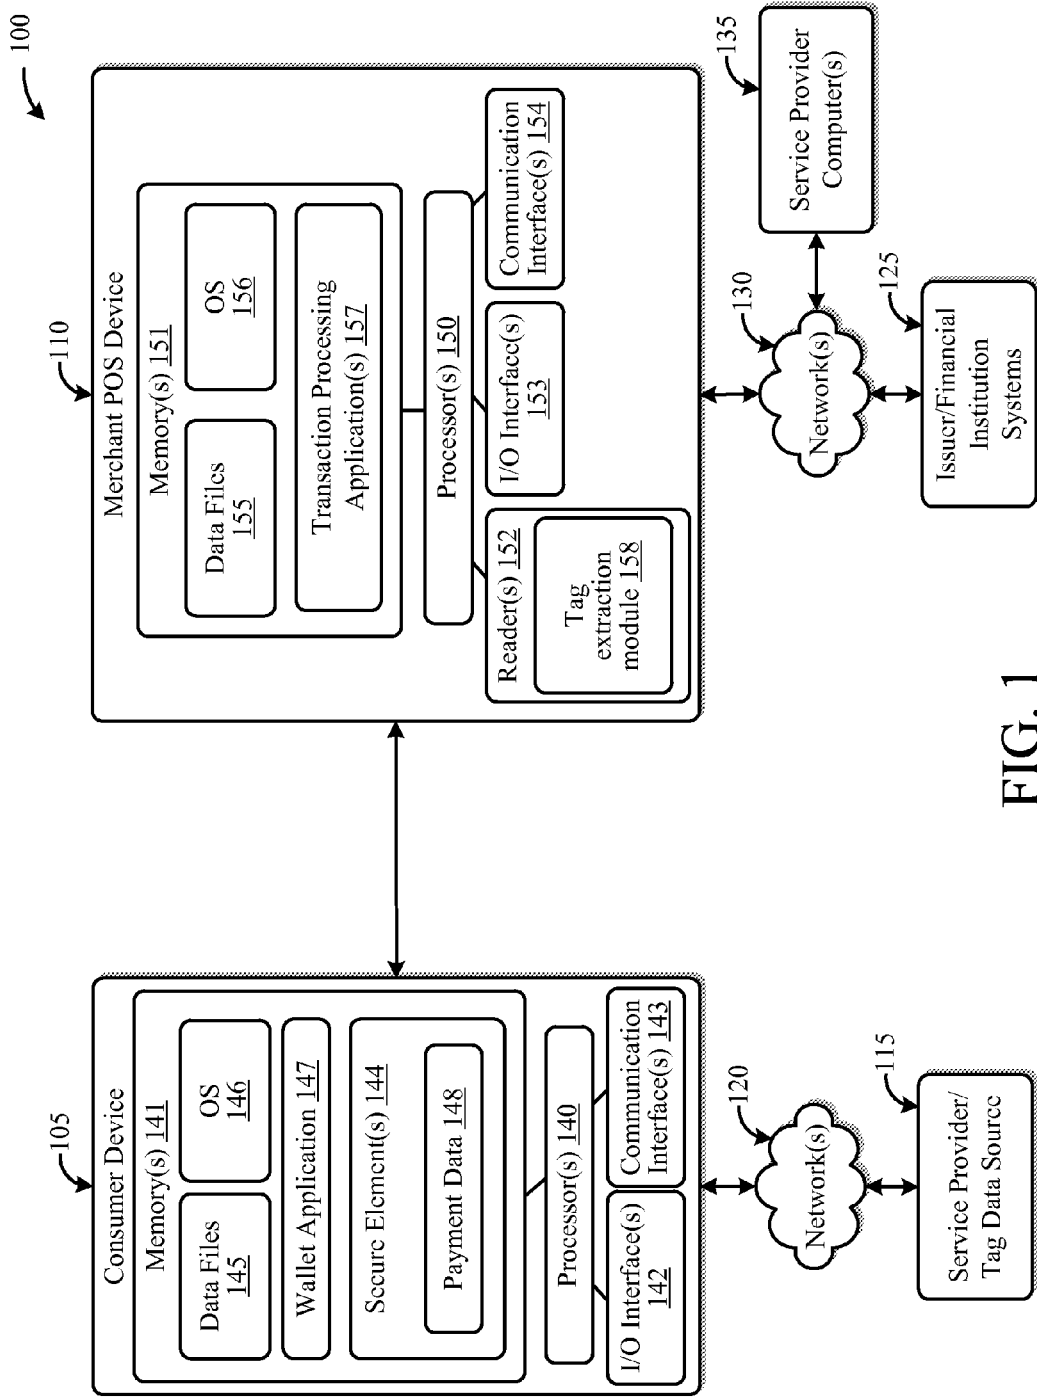 100
105
Consumer Device
Memory(s) 141
Data Files
145
OS
146
Wallet Application 147
Secure Element(s) 144
Payment Data 148
Processor(s) 140
I/O Interface(s)
142
Communication
Interface(s) 143
120
Network(s)
115
Service Provider/
Tag Data Source
110
Merchant POS Device
Memory(s) 151
Data Files
155
OS
156
Transaction Processing
Application(s) 157
Processor(s) 150
Reader(s) 152
Tag
extraction
module 158
I/O Interface(s)
153
Communication
Interface(s) 154
130
Network(s)
135
Service Provider
Computer(s)
125
Issuer/Financial
Institution
Systems
FIG. 1